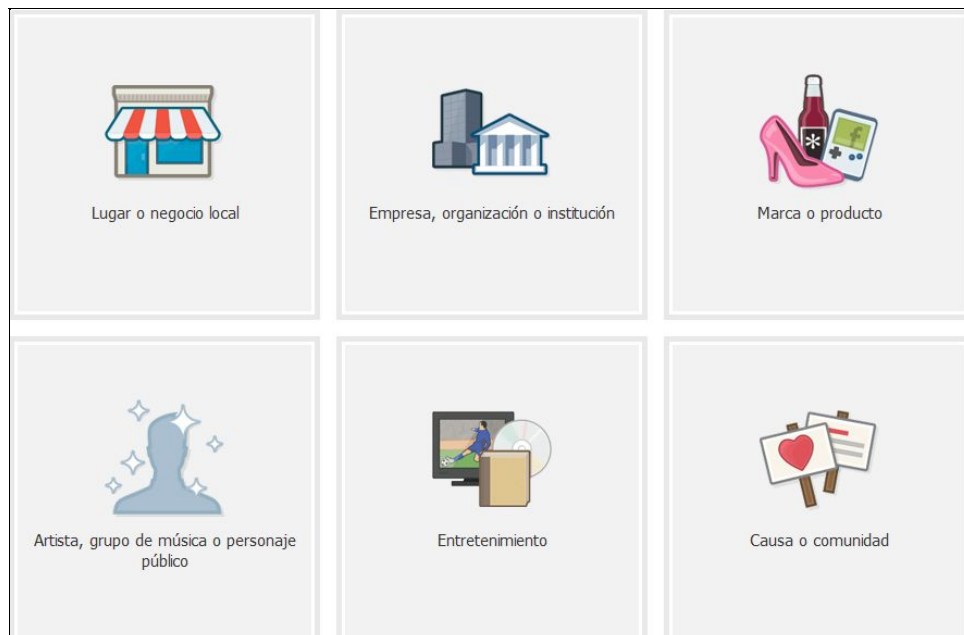 Lugar o negocio local
Empresa, organización o institución
Marca o producto
Artista, grupo de música o personaje
público
Entretenimiento
Causa o comunidad